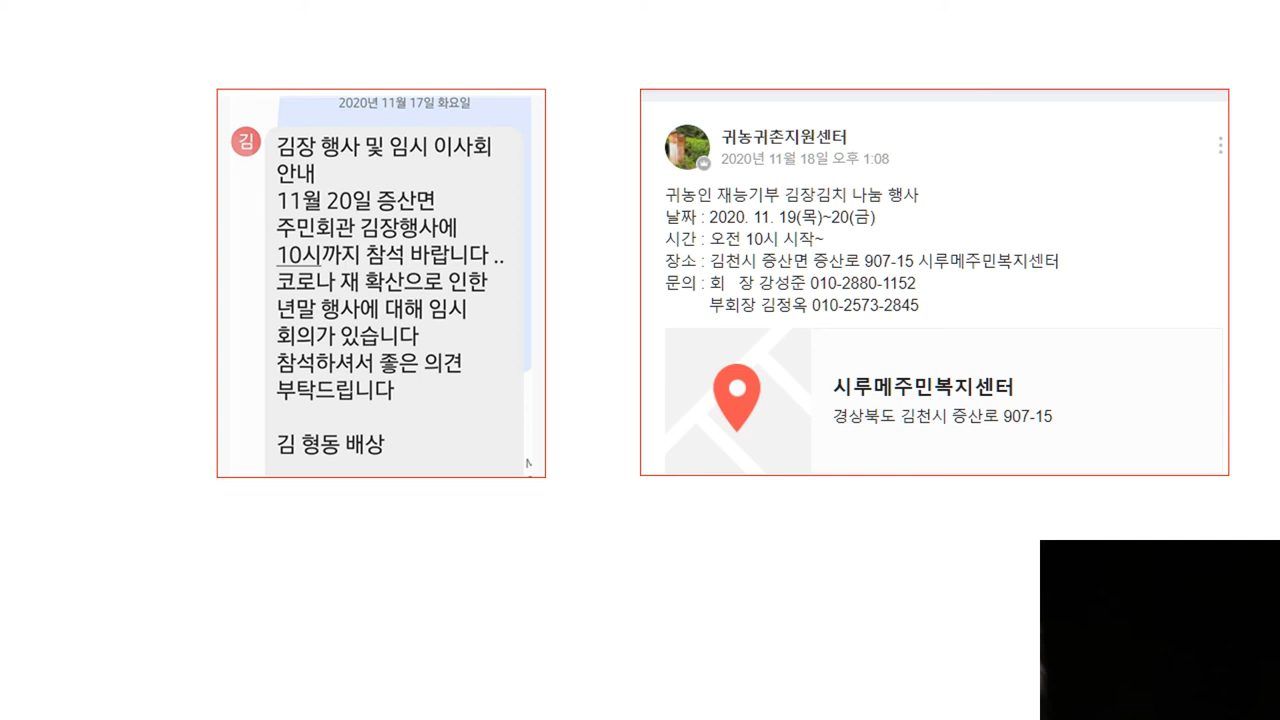 2020년 11월 17일 화요일
김
김장 행사 및 임시 이사회
안내
11월 20일 증산면
주민회관 김장행사에
10시까지 참석 바랍니다 ..
코로나 재 확산으로 인한
년말 행사에 대해 임시
회의가 있습니다
참석하셔서 좋은 의견
부탁드립니다
김 형동 배상
귀농귀촌지원센터
2020년 11월 18일 오후 1:08
귀농인 재능기부 김장김치 나눔 행사
날짜 : 2020. 11. 19(목)~20(금)
시간 : 오전 10시 시작~
장소 : 김천시 증산면 증산로 907-15 시루메주민복지센터
문의 : 회 장 강성준 010-2880-1152
부회장 김정옥 010-2573-2845
시루메주민복지센터
경상북도 김천시 증산로 907-15